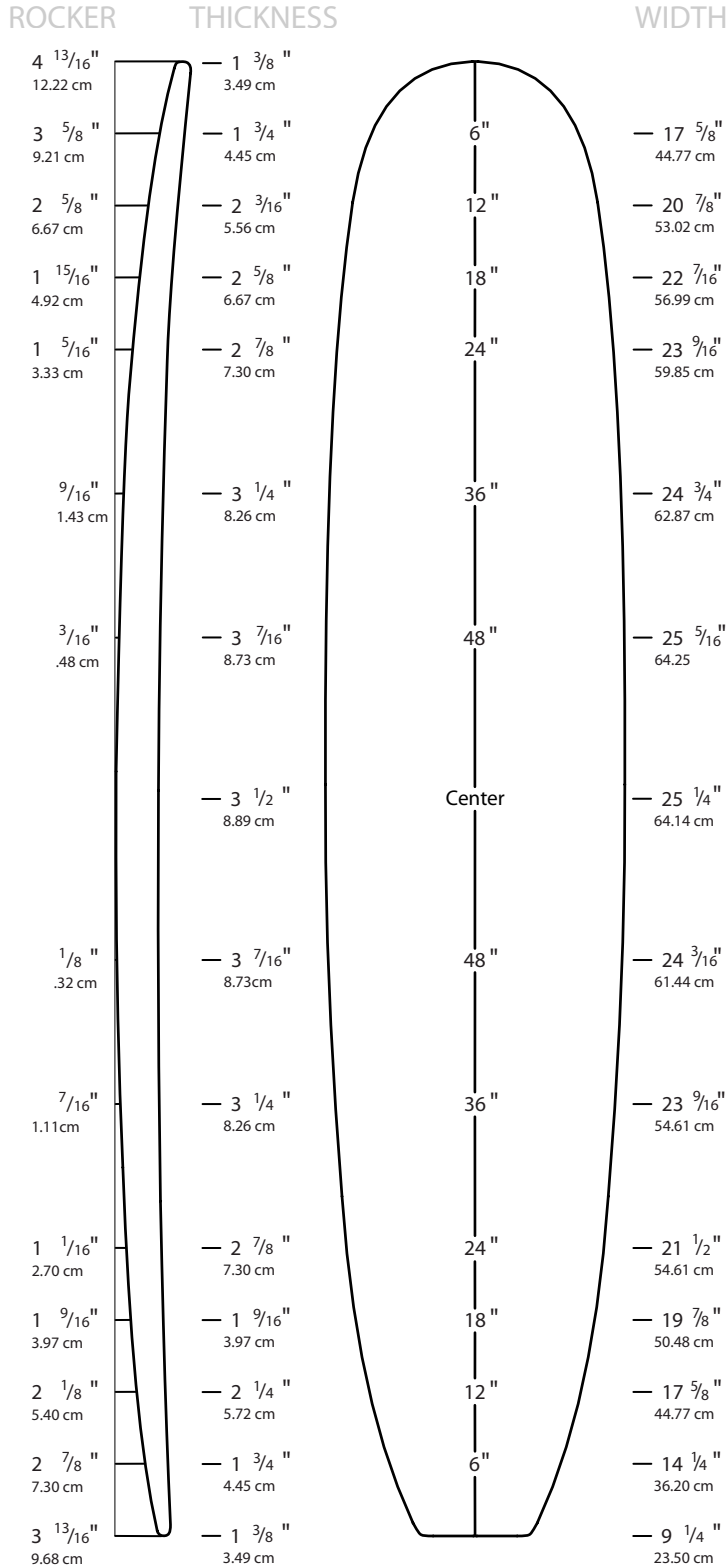 ROCKER THICKNESS WIDTH
4 13/16" 1 3/8 "
12.22 cm 3.49 cm
3 5/8 " 1 3/4 " 6" 17 5/8"
9.21 cm 4.45 cm 44.77 cm
2 5/8 " 2 3/16" 12" 20 7/8"
6.67 cm 5.56 cm 53.02 cm
1 15/16" 2 5/8 " 18" 22 7/16"
4.92 cm 6.67 cm 56.99 cm
1 5/16" 2 7/8 " 24" 23 9/16"
3.33 cm 7.30 cm 59.85 cm
9/16" 3 1/4 " 36" 24 3/4"
1.43 cm 8.26 cm 62.87 cm
3/16" 3 7/16" 48" 25 5/16"
.48 cm 8.73 cm 64.25
3 1/2 " Center 25 1/4"
8.89 cm 64.14 cm
1/8 " 3 7/16" 48" 24 3/16"
.32 cm 8.73cm 61.44 cm
7/16" 3 1/4 " 36" 23 9/16"
1.11cm 8.26 cm 54.61 cm
1 1/16" 2 7/8 " 24" 21 1/2"
2.70 cm 7.30 cm 54.61 cm
1 9/16" 1 9/16" 18" 19 7/8"
3.97 cm 3.97 cm 50.48 cm
2 1/8 " 2 1/4 " 12" 17 5/8"
5.40 cm 5.72 cm 44.77 cm
2 7/8 " 1 3/4 " 6" 14 1/4"
7.30 cm 4.45 cm 36.20 cm
3 13/16" 1 3/8 " 9 1/4"
9.68 cm 3.49 cm 23.50 cm